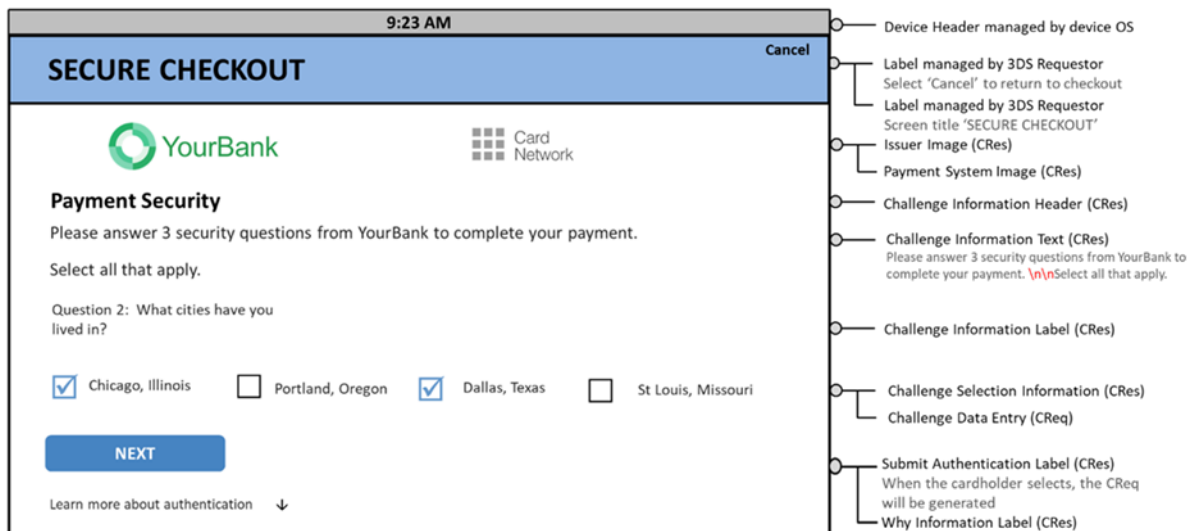 9:23 AM
Cancel
SECURE CHECKOUT
YourBank
Card
Network
Payment Security
Please answer 3 security questions from YourBank to complete your payment.
Select all that apply.
Question 2:  What cities have you
lived in?
Chicago, Illinois
Portland, Oregon
Dallas, Texas
St Louis, Missouri
NEXT
Learn more about authentication
Device Header managed by device OS
Label managed by 3DS Requestor
Select ‘Cancel’ to return to checkout
Label managed by 3DS Requestor
Screen title ‘SECURE CHECKOUT’
Issuer Image (CRes)
Payment System Image (CRes)
Challenge Information Header (CRes)
Challenge Information Text (CRes)
Please answer 3 security questions from YourBank to
complete your payment. \n\nSelect all that apply.
Challenge Information Label (CRes)
Challenge Selection Information (CRes)
Challenge Data Entry (CReq)
Submit Authentication Label (CRes)
When the cardholder selects, the CReq
will be generated
Why Information Label (CRes)